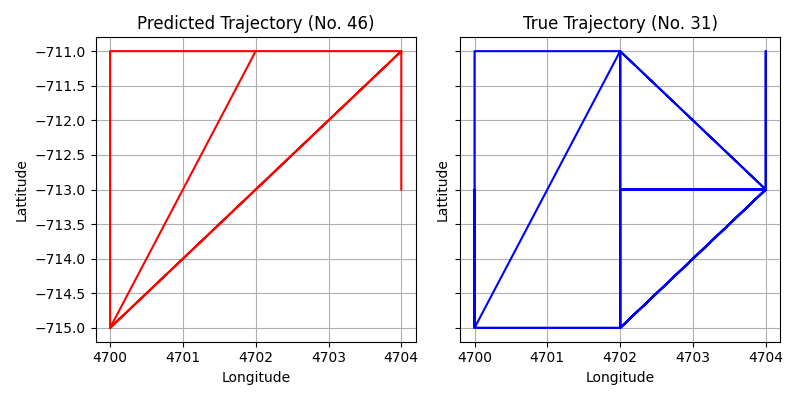 Predicted Trajectory (No. 46)
−711.0
−711.5
−712.0
−712.5
−713.0
−713.5
−714.0
−714.5
−715.0
Lattitude
4700 4701 4702 4703 4704
Longitude
True Trajectory (No. 31)
Lattitude
4700 4701 4702 4703 4704
Longitude